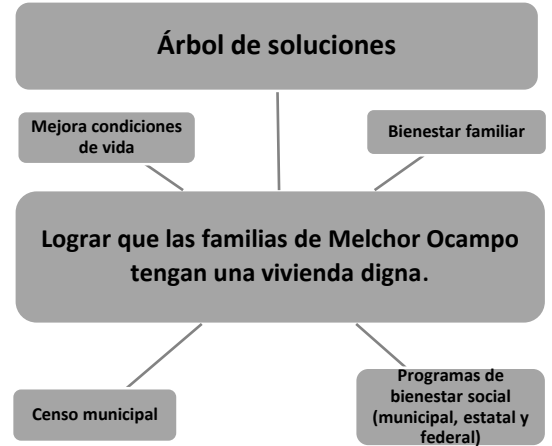 Árbol de soluciones
Mejora condiciones
de vida
Bienestar familiar
Lograr que las familias de Melchor Ocampo
tengan una vivienda digna.
Censo municipal
Programas de
bienestar social
(municipal, estatal y
federal)